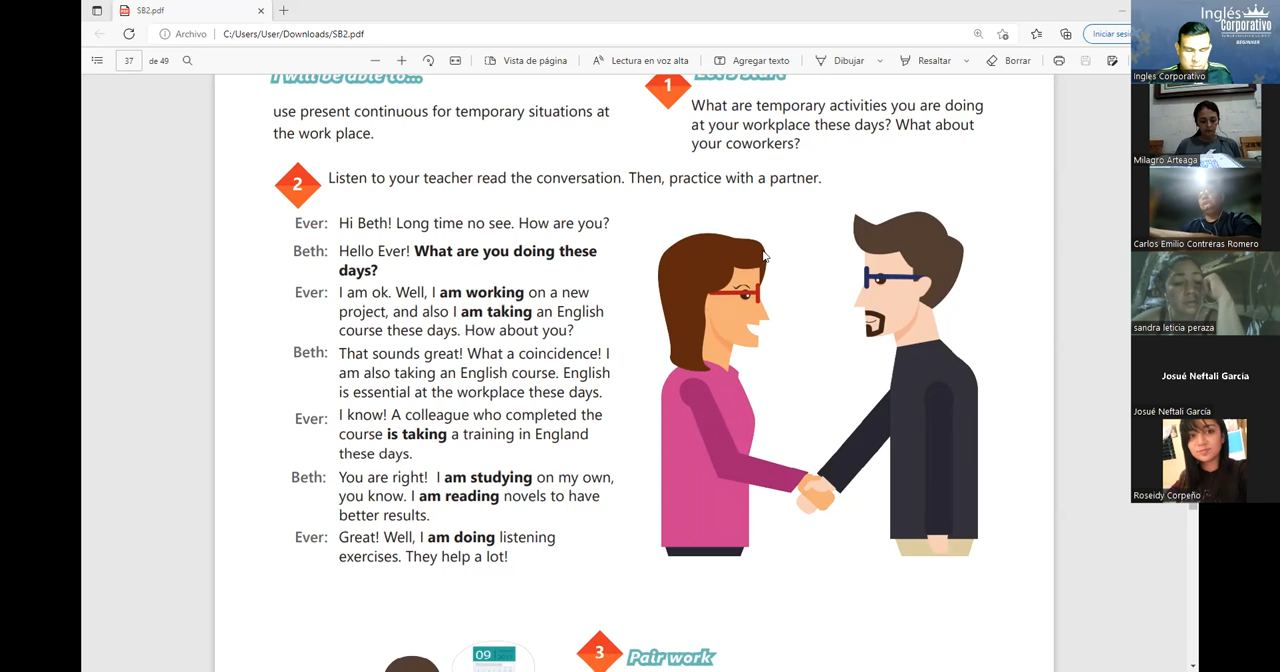 SB2.pdf
Archivo
C:/Users/User/Downloads/SB2.pdf
Iniciar sesi
37
de 49
Vista de página
Lectura en voz alta
Agregar texto
Dibujar
Resaltar
Borrar
I will be able to...
use present continuous for temporary situations at
the work place.
1
Let's start
What are temporary activities you are doing
at your workplace these days? What about
your coworkers?
2
Listen to your teacher read the conversation. Then, practice with a partner.
Ever: Hi Beth! Long time no see. How are you?
Beth: Hello Ever! What are you doing these
days?
Ever: I am ok. Well, I am working on a new
project, and also I am taking an English
course these days. How about you?
Beth: That sounds great! What a coincidence! I
am also taking an English course. English
is essential at the workplace these days.
Ever: I know! A colleague who completed the
course is taking a training in England
these days.
Beth: You are right! I am studying on my own,
you know. I am reading novels to have
better results.
Ever: Great! Well, I am doing listening
exercises. They help a lot!
09
3
Pair work
Inglés
Corporativo
BEGINNER
Ingles Corporativo
Milagro Arteaga
Carlos Emilio Contreras Romero
sandra leticia peraza
Josué Neftali García
Josué Neftali García
Roseidy Corpeño